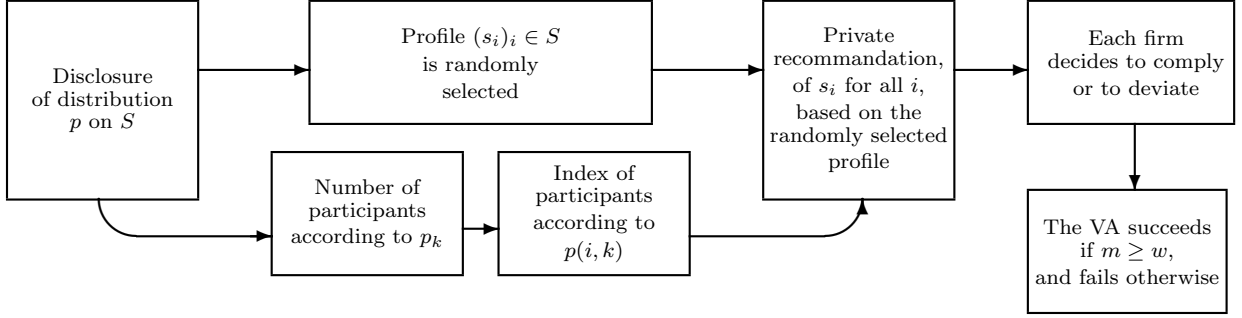 Disclosure
of distribution
p on S
Profile (s_i)_i ∈ S
is randomly
selected
Number of
participants
according to p_k
Index of
participants
according to
p(i, k)
Private
recommandation,
of s_i for all i,
based on the
randomly selected
profile
Each firm
decides to comply
or to deviate
The VA succeeds
if m ≥ w,
and fails otherwise